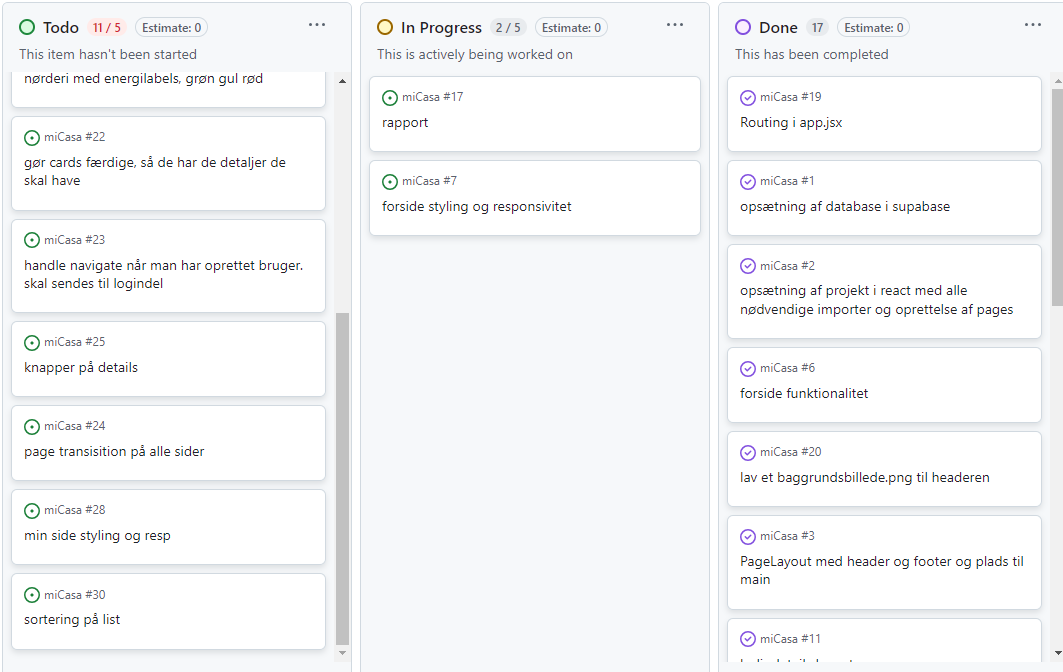 Todo 11 / 5 Estimate: 0
This item hasn't been started
nørderi med energilabels, grøn gul rød
miCasa #22
gør cards færdige, så de har de detaljer de
skal have
miCasa #23
handle navigate når man har oprettet bruger.
skal sendes til logindel
miCasa #25
knapper på details
miCasa #24
page transisition på alle sider
miCasa #28
min side styling og resp
miCasa #30
sortering på list
In Progress 2 / 5 Estimate: 0
This is actively being worked on
miCasa #17
rapport
miCasa #7
forside styling og responsivitet
Done 17 Estimate: 0
This has been completed
miCasa #19
Routing i app.jsx
miCasa #1
opsætning af database i supabase
miCasa #2
opsætning af projekt i react med alle
nødvendige importer og oprettelse af pages
miCasa #6
forside funktionalitet
miCasa #20
lav et baggrundsbillede.png til headeren
miCasa #3
PageLayout med header og footer og plads til
main
miCasa #11